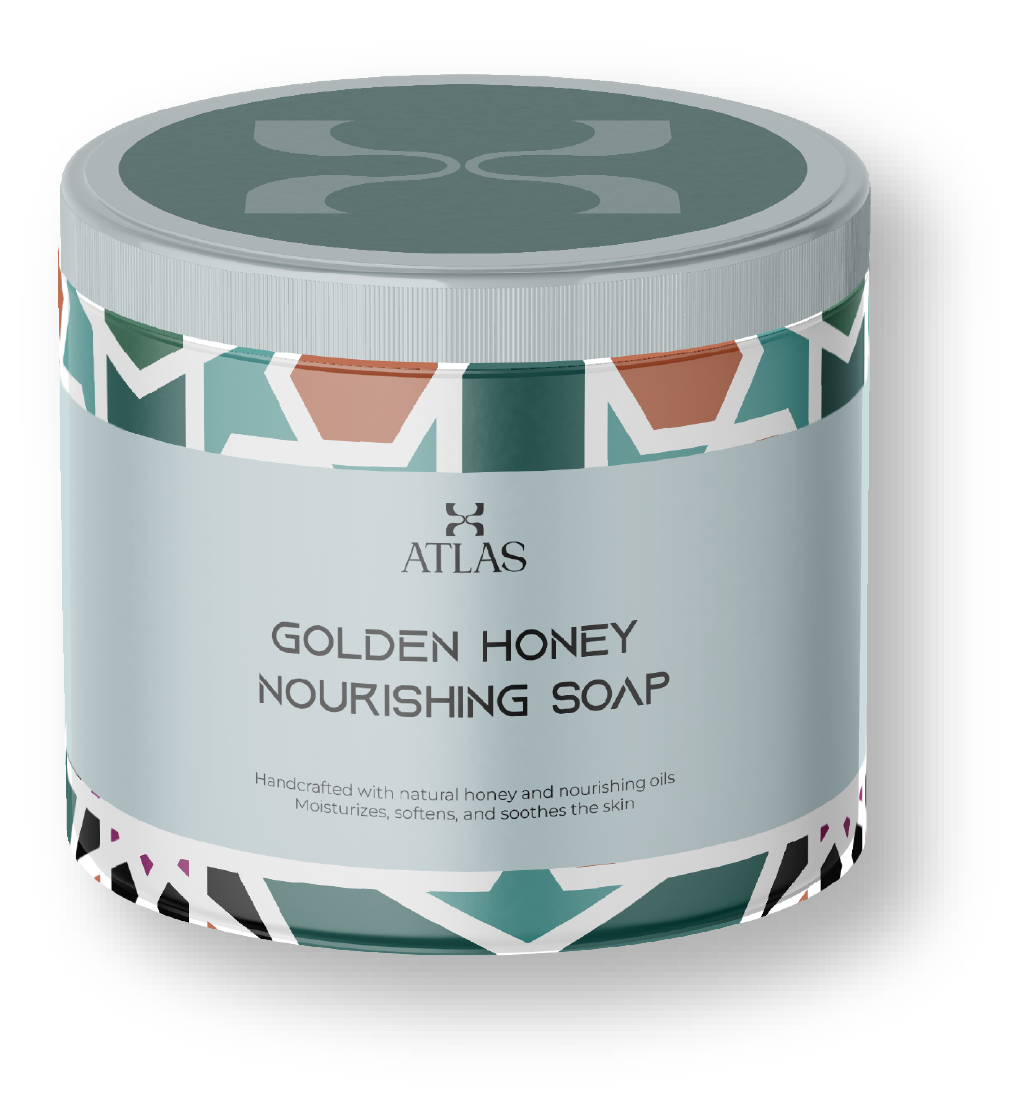 ATLAS
GOLDEN HONEY
NOURISHING SOAP
Handcrafted with natural honey and nourishing oils
Moisturizes, softens, and soothes the skin